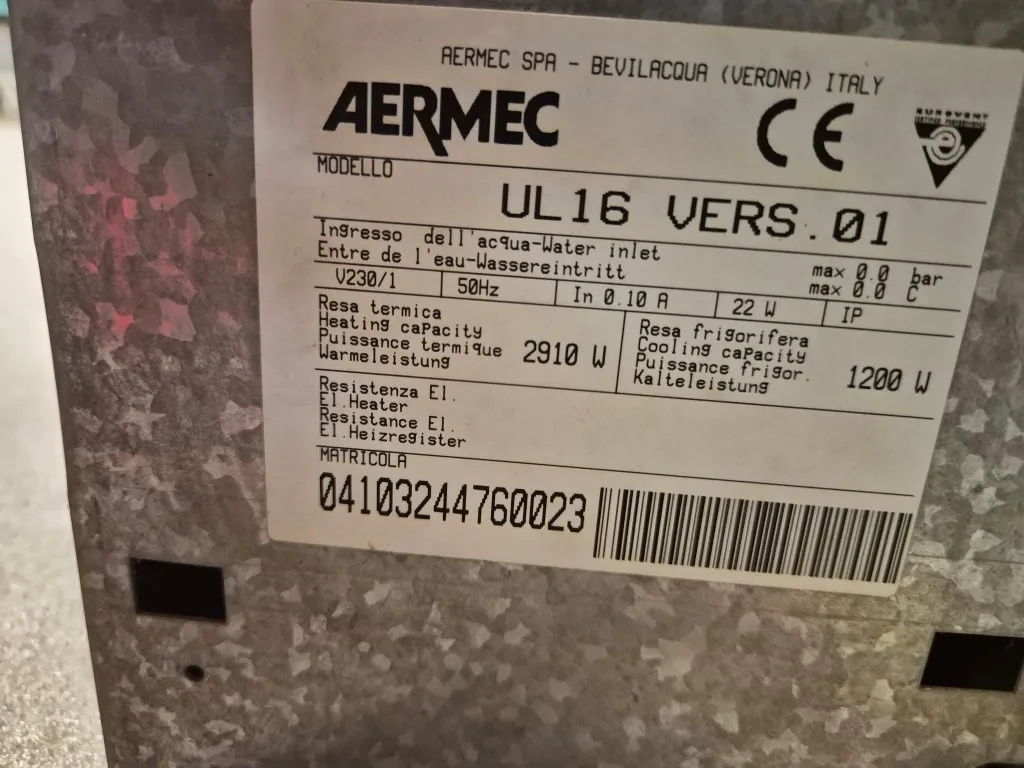 AERMEC SPA - BEVILACQUA (VERONA) ITALY
AERMEC
CE
EUROVENT
CERTIFIED PERFORMANCE
MODELLO
UL16 VERS.01
Ingresso dell'acqua-Water inlet max 0.0 bar
Entre de l'eau-Wassereintritt max 0.0 C
V230/1 50Hz In 0.10 A 22 W IP
Resa termica
Heating capacity
Puissance termique
Warmeleistung
2910 W
Resa frigorifera
Cooling capacity
Puissance frigor.
Kalteleistung
1200 W
Resistenza El.
El.Heater
Resistance El.
El.Heizregister
MATRICOLA
04103244760023